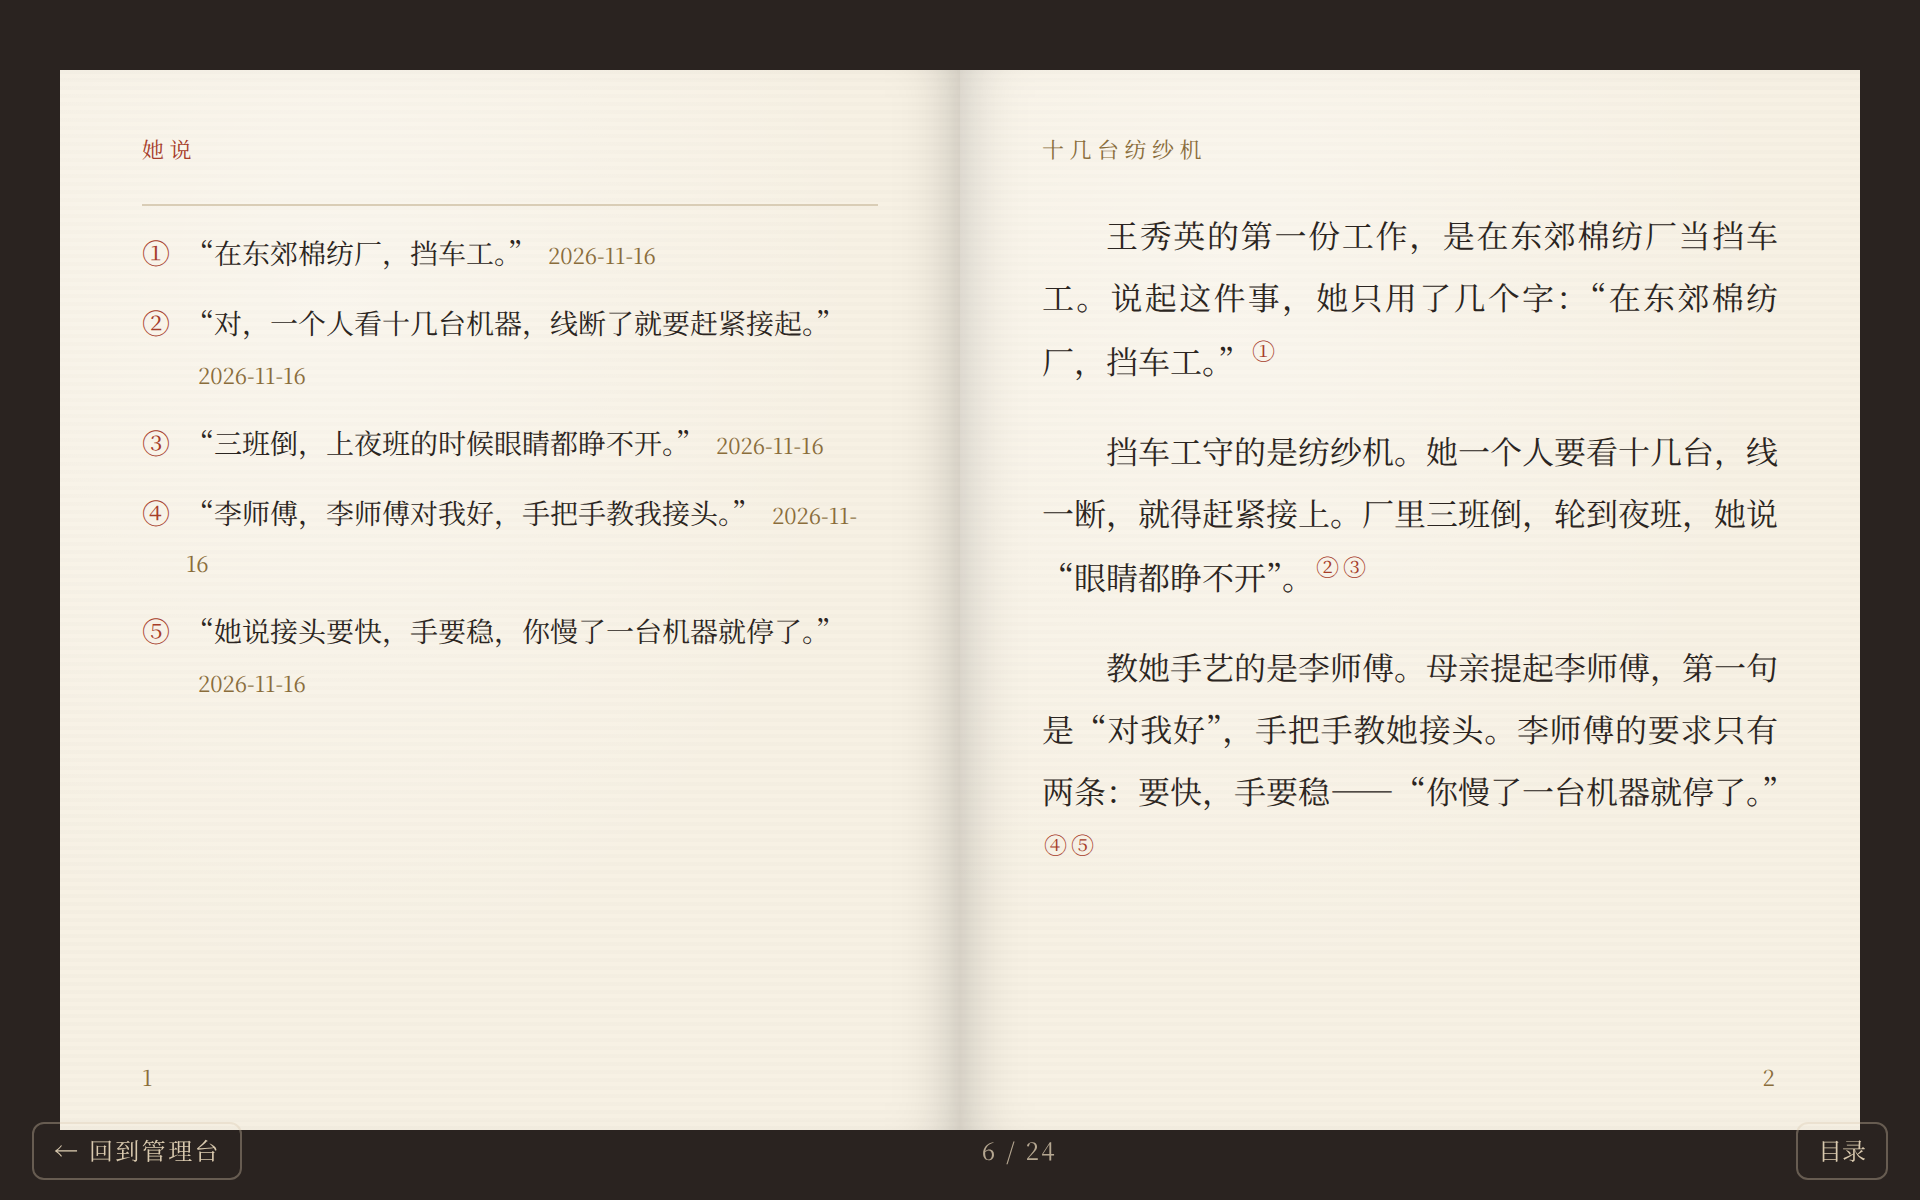 她说
① “在东郊棉纺厂，挡车工。” 2026-11-16
② “对，一个人看十几台机器，线断了就要赶紧接起。”
2026-11-16
③ “三班倒，上夜班的时候眼睛都睁不开。” 2026-11-16
④ “李师傅，李师傅对我好，手把手教我接头。” 2026-11-
16
⑤ “她说接头要快，手要稳，你慢了一台机器就停了。”
2026-11-16
1
十几台纺纱机
王秀英的第一份工作，是在东郊棉纺厂当挡车
工。说起这件事，她只用了几个字：“在东郊棉纺
厂，挡车工。”①
挡车工守的是纺纱机。她一个人要看十几台，线
一断，就得赶紧接上。厂里三班倒，轮到夜班，她说
“眼睛都睁不开”。②③
教她手艺的是李师傅。母亲提起李师傅，第一句
是“对我好”，手把手教她接头。李师傅的要求只有
两条：要快，手要稳——“你慢了一台机器就停了。”
④⑤
2
← 回到管理台
6 / 24
目录